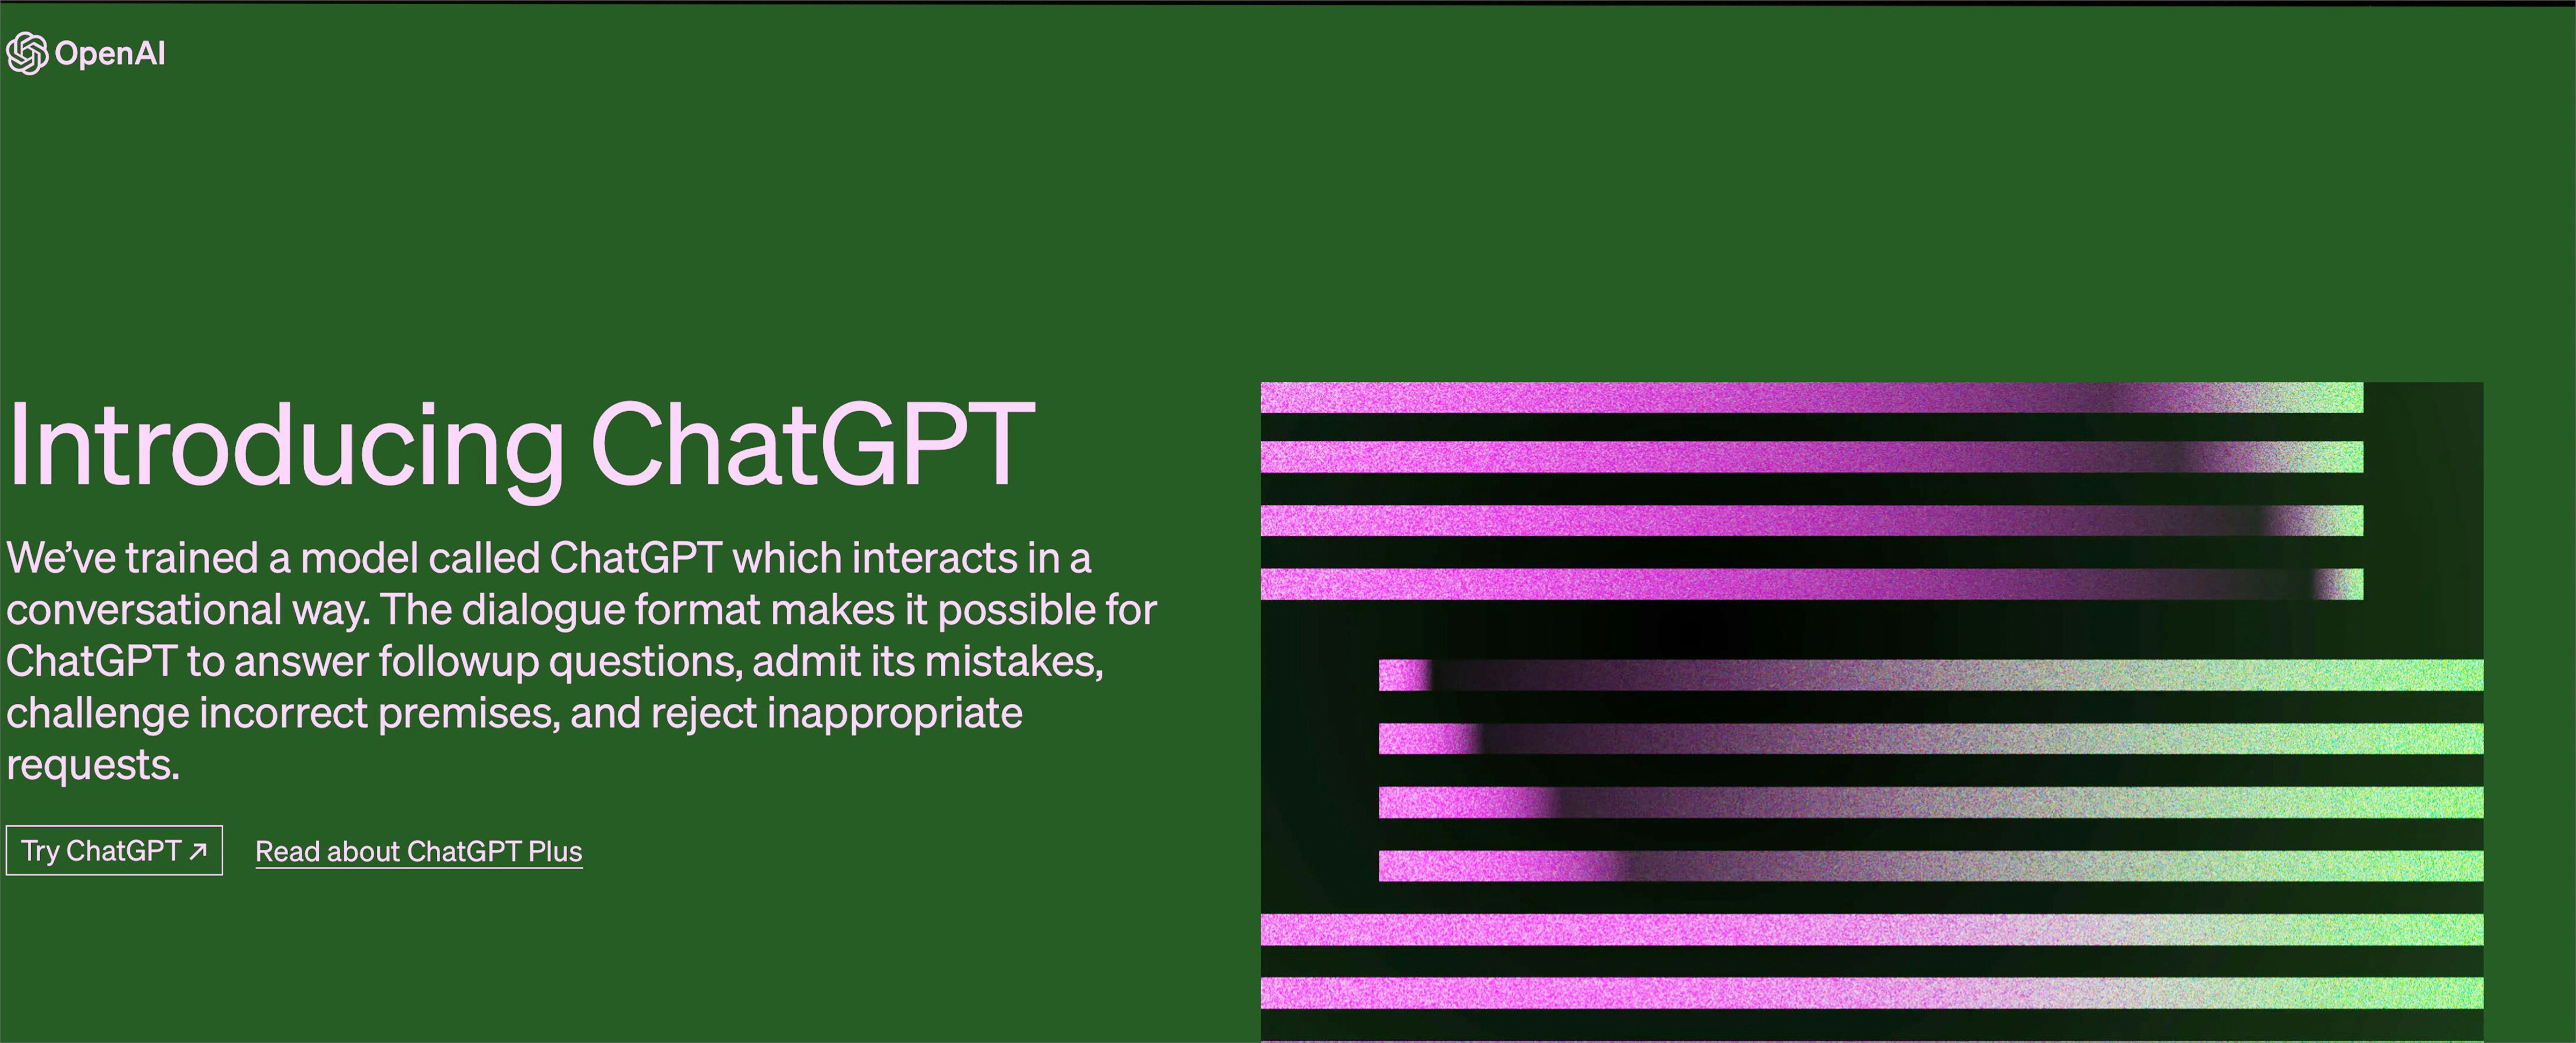 OpenAI
Introducing ChatGPT
We’ve trained a model called ChatGPT which interacts in a
conversational way. The dialogue format makes it possible for
ChatGPT to answer followup questions, admit its mistakes,
challenge incorrect premises, and reject inappropriate
requests.
Try ChatGPT ↗
Read about ChatGPT Plus